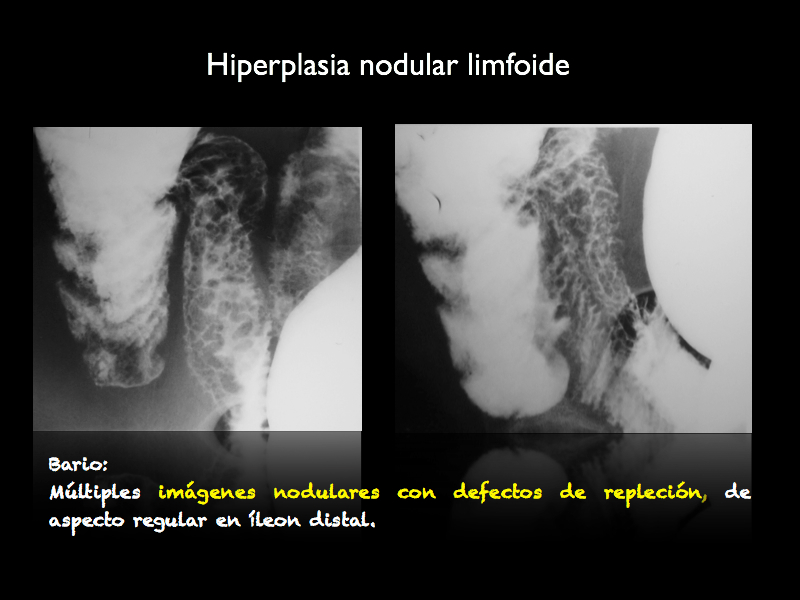 Hiperplasia nodular limfoide
Bario:
Múltiples imágenes nodulares con defectos de repleción, de
aspecto regular en íleon distal.